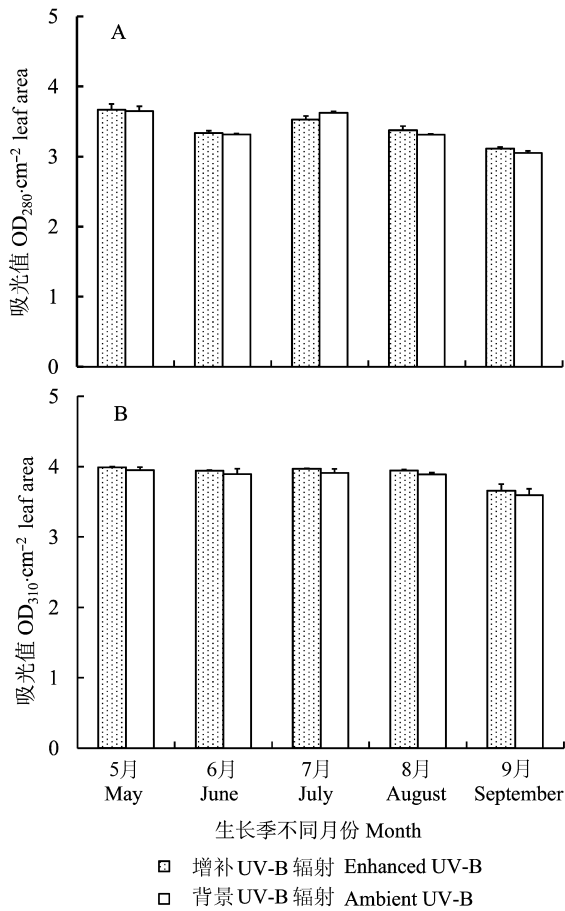 A
5
4
3
2
1
0
吸光值 OD280·cm−2 leaf area
B
5
4
3
2
1
0
吸光值 OD310·cm−2 leaf area
5月 6月 7月 8月 9月
May June July August September
生长季不同月份 Month
增补 UV-B 辐射 Enhanced UV-B
背景 UV-B 辐射 Ambient UV-B